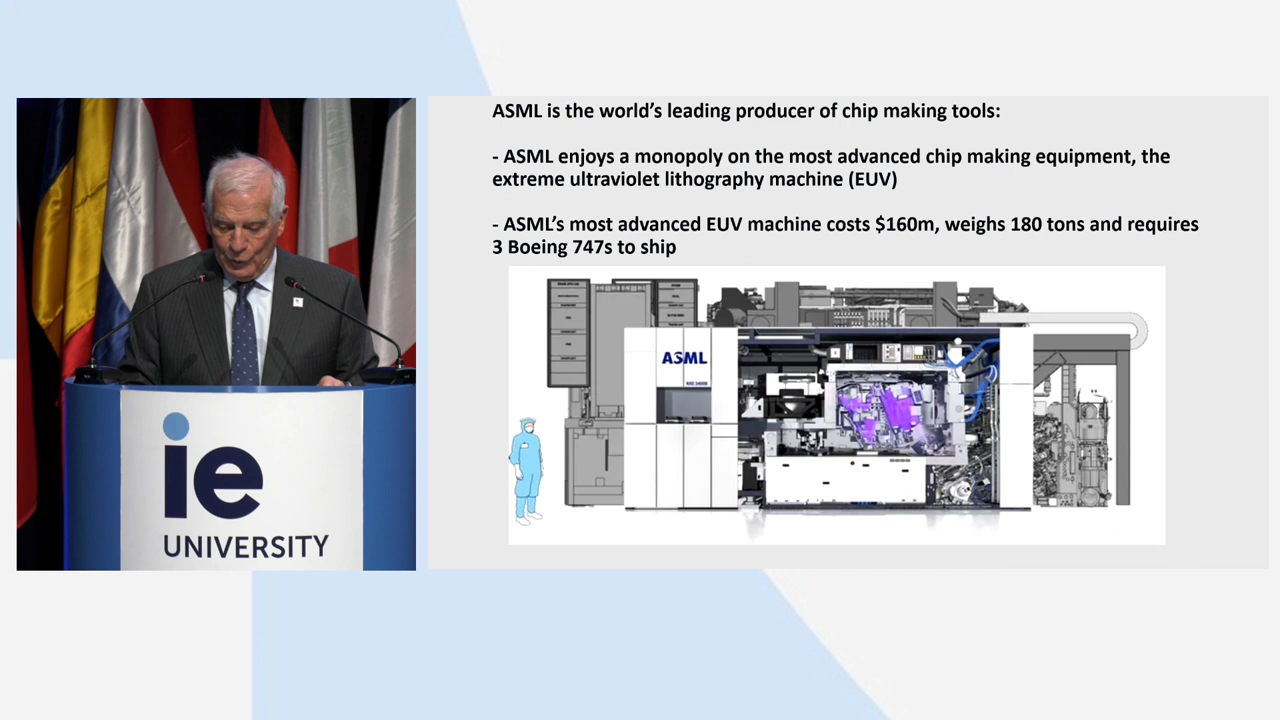 ASML is the world's leading producer of chip making tools:
- ASML enjoys a monopoly on the most advanced chip making equipment, the
extreme ultraviolet lithography machine (EUV)
- ASML's most advanced EUV machine costs $160m, weighs 180 tons and requires
3 Boeing 747s to ship
ASML
ie
UNIVERSITY